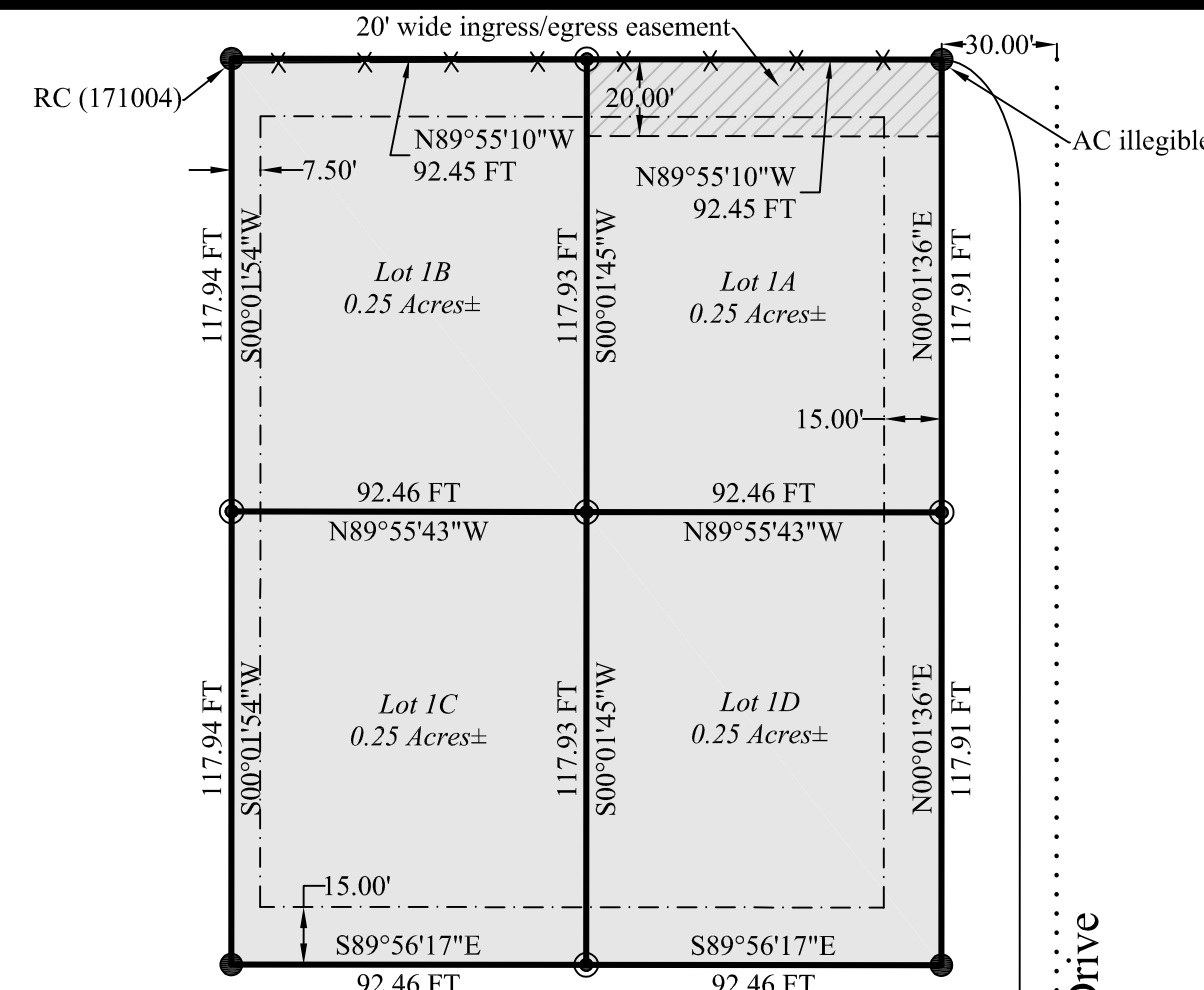 20' wide ingress/egress easement
30.00'
RC (171004)
20.00'
AC illegible
N89°55'10"W
92.45 FT
7.50'
N89°55'10"W
92.45 FT
117.94 FT
S00°01'54"W
Lot 1B
0.25 Acres±
117.93 FT
S00°01'45"W
Lot 1A
0.25 Acres±
N00°01'36"E
117.91 FT
15.00'
92.46 FT
N89°55'43"W
92.46 FT
N89°55'43"W
117.94 FT
S00°01'54"W
Lot 1C
0.25 Acres±
117.93 FT
S00°01'45"W
Lot 1D
0.25 Acres±
N00°01'36"E
117.91 FT
15.00'
S89°56'17"E
92.46 FT
S89°56'17"E
92.46 FT
Drive